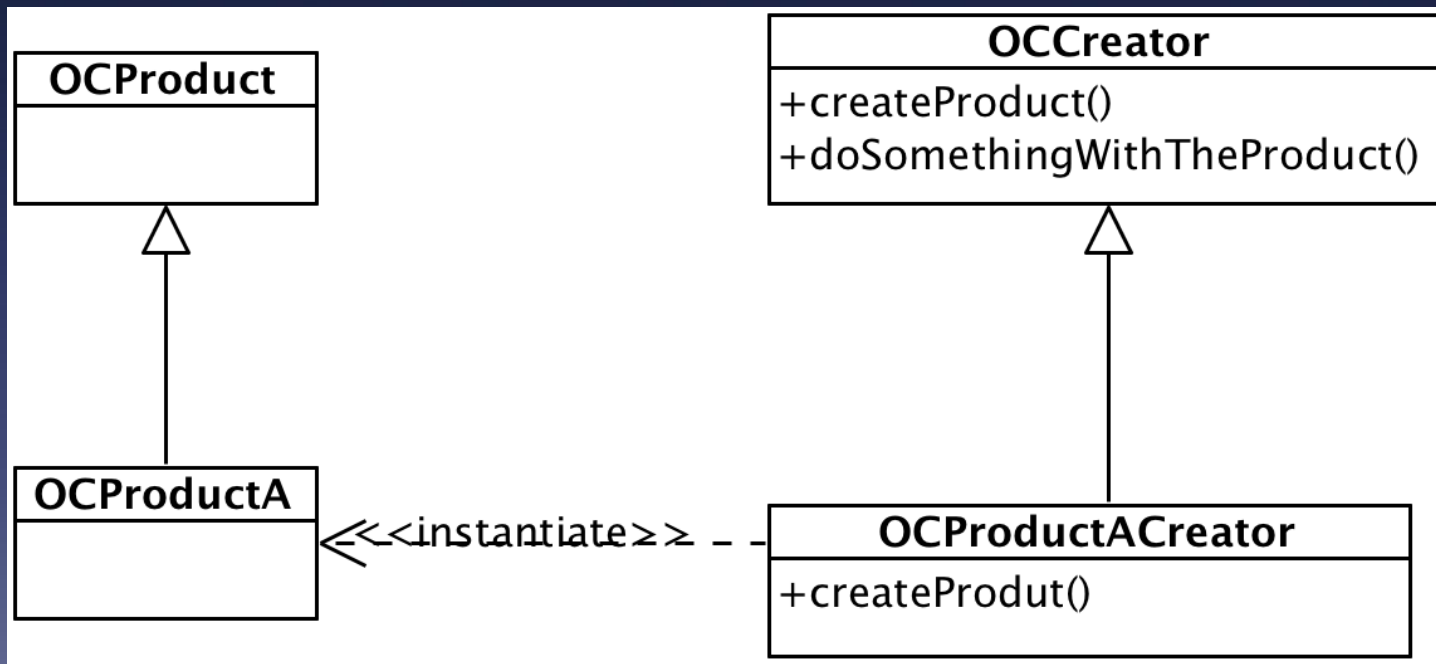 OCProduct
OCCreator
+createProduct()
+doSomethingWithTheProduct()
OCProductA
<<instantiate>>
OCProductACreator
+createProdut()